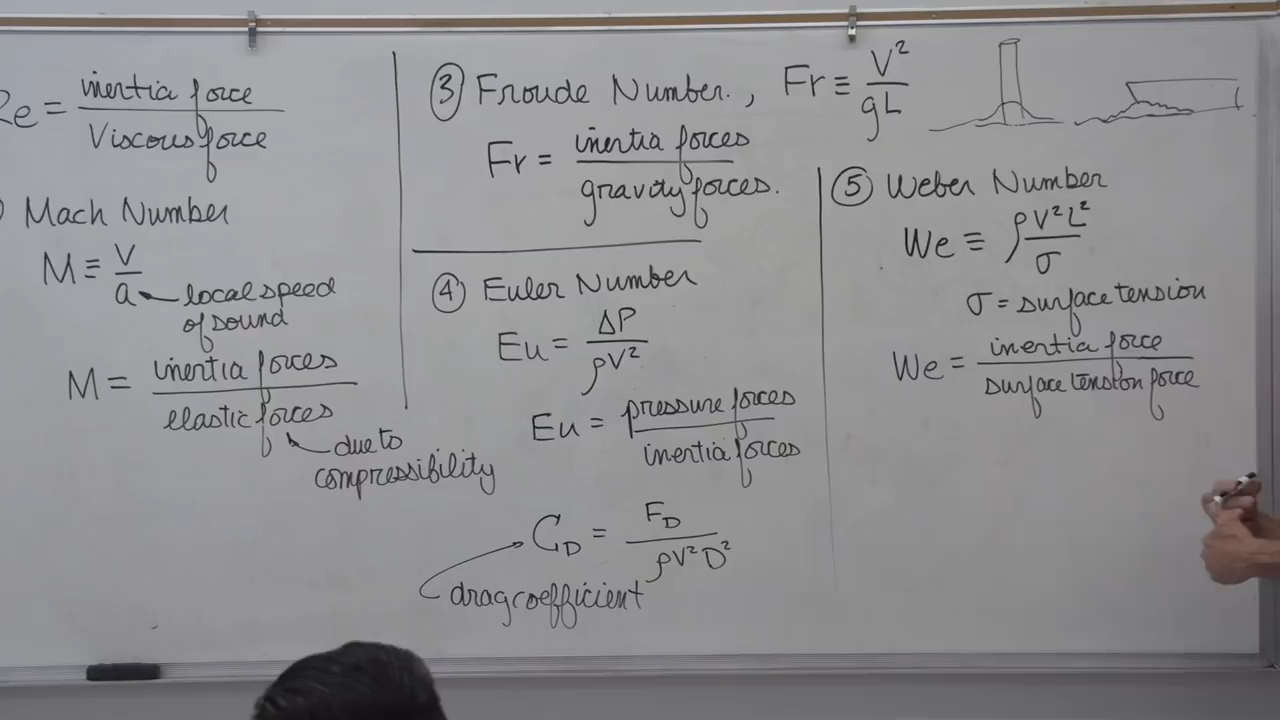 Re = inertia force / Viscous force
Mach Number
M ≡ V / a
local speed
of sound
M = inertia forces / elastic forces
due to
compressibility
③ Froude Number., Fr ≡ V² / gL
Fr = inertia forces / gravity forces.
④ Euler Number
Eu = ΔP / ρV²
Eu = pressure forces / inertia forces
C_D = F_D / ρV²D²
drag coefficient
⑤ Weber Number
We ≡ ρV²L² / σ
σ = surface tension
We = inertia force / surface tension force